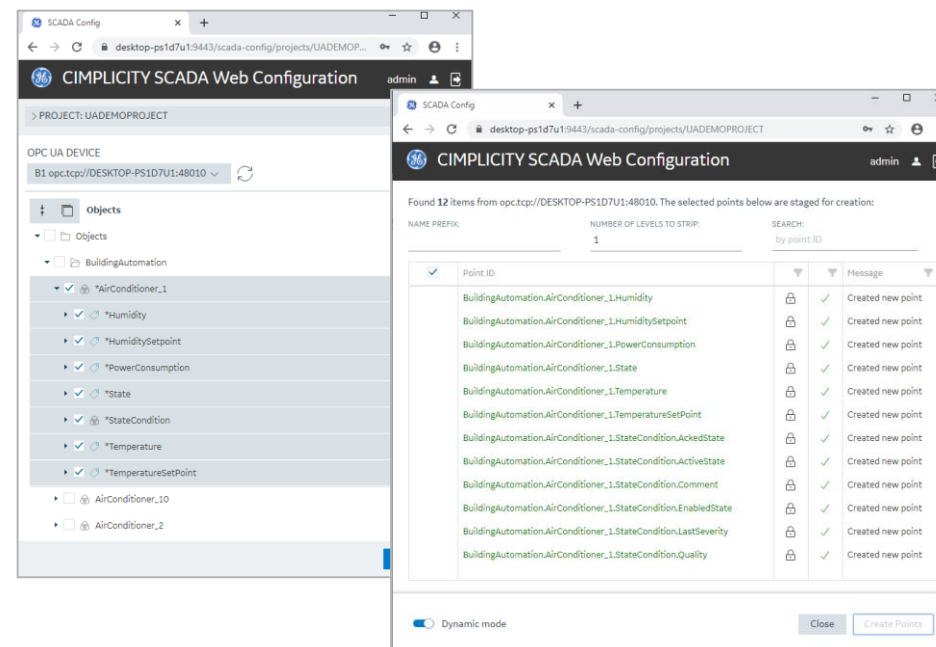 SCADA Config
desktop-ps1d7u1:9443/scada-config/projects/UADEMOP...
CIMPLICITY SCADA Web Configuration
admin
PROJECT: UADEMOPROJECT
OPC UA DEVICE
B1 opc.tcp://DESKTOP-PS1D7U1:48010
Objects
Objects
BuildingAutomation
*AirConditioner_1
*Humidity
*HumiditySetpoint
*PowerConsumption
*State
*StateCondition
*Temperature
*TemperatureSetPoint
AirConditioner_10
AirConditioner_2
SCADA Config
desktop-ps1d7u1:9443/scada-config/projects/UADEMOPROJECT
CIMPLICITY SCADA Web Configuration
admin
Found 12 items from opc.tcp://DESKTOP-PS1D7U1:48010. The selected points below are staged for creation:
NAME PREFIX: NUMBER OF LEVELS TO STRIP: SEARCH:
1 by point ID
Point ID Message
BuildingAutomation.AirConditioner_1.Humidity Created new point
BuildingAutomation.AirConditioner_1.HumiditySetpoint Created new point
BuildingAutomation.AirConditioner_1.PowerConsumption Created new point
BuildingAutomation.AirConditioner_1.State Created new point
BuildingAutomation.AirConditioner_1.Temperature Created new point
BuildingAutomation.AirConditioner_1.TemperatureSetPoint Created new point
BuildingAutomation.AirConditioner_1.StateCondition.AckedState Created new point
BuildingAutomation.AirConditioner_1.StateCondition.ActiveState Created new point
BuildingAutomation.AirConditioner_1.StateCondition.Comment Created new point
BuildingAutomation.AirConditioner_1.StateCondition.EnabledState Created new point
BuildingAutomation.AirConditioner_1.StateCondition.LastSeverity Created new point
BuildingAutomation.AirConditioner_1.StateCondition.Quality Created new point
Dynamic mode Close Create Points